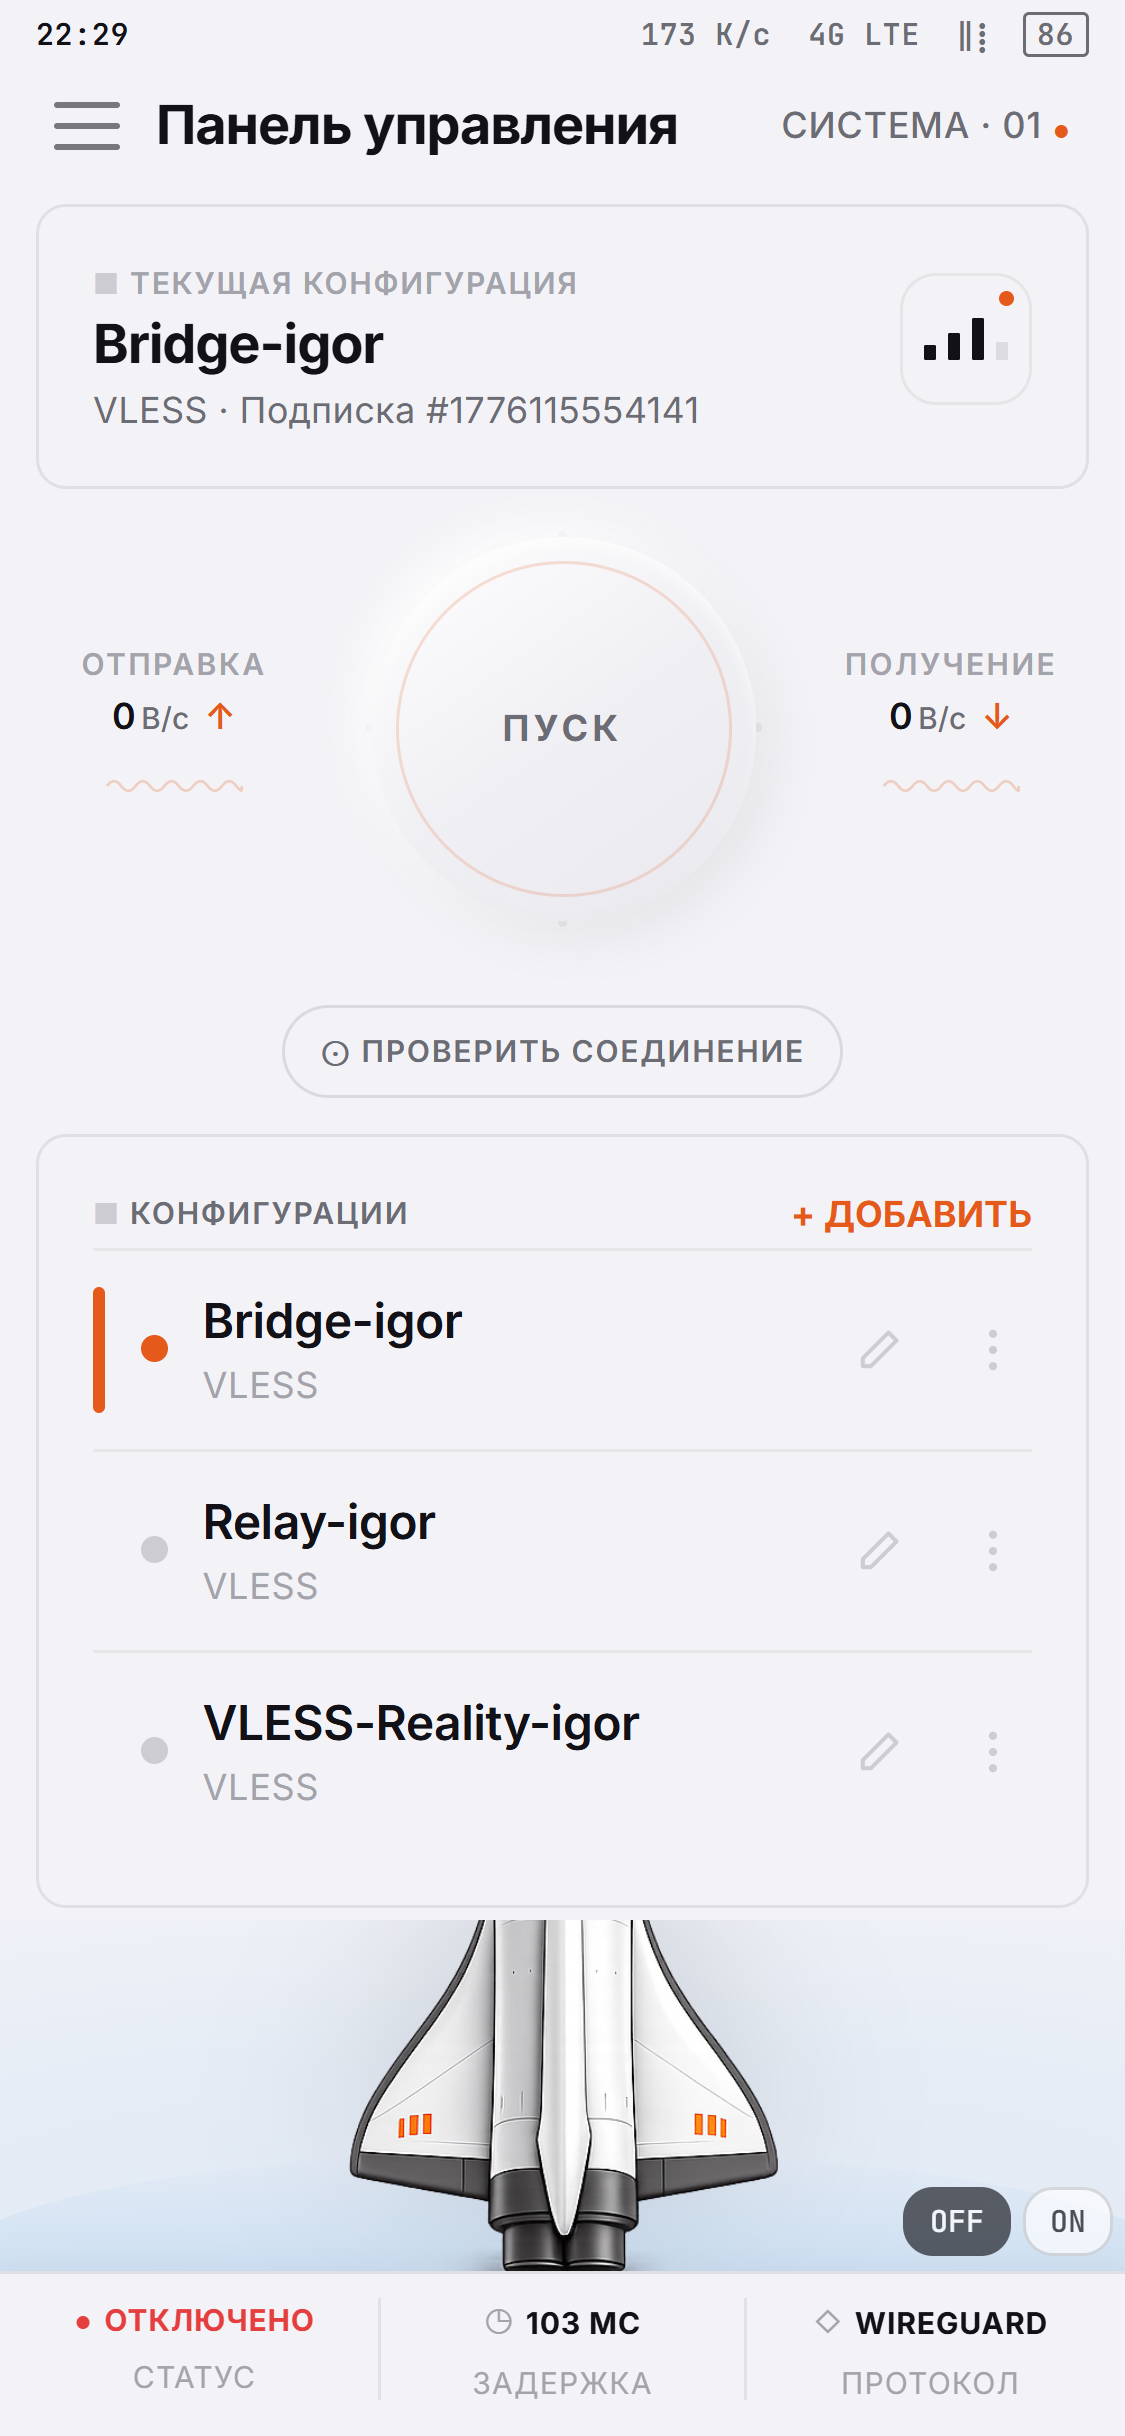 22:29 173 К/с 4G LTE 86
Панель управления СИСТЕМА · 01
ТЕКУЩАЯ КОНФИГУРАЦИЯ
Bridge-igor
VLESS · Подписка #1776115554141
ОТПРАВКА
0 B/c ↑
ПУСК
ПОЛУЧЕНИЕ
0 B/c ↓
ПРОВЕРИТЬ СОЕДИНЕНИЕ
КОНФИГУРАЦИИ + ДОБАВИТЬ
Bridge-igor
VLESS
Relay-igor
VLESS
VLESS-Reality-igor
VLESS
OFF ON
ОТКЛЮЧЕНО
СТАТУС
103 МС
ЗАДЕРЖКА
WIREGUARD
ПРОТОКОЛ